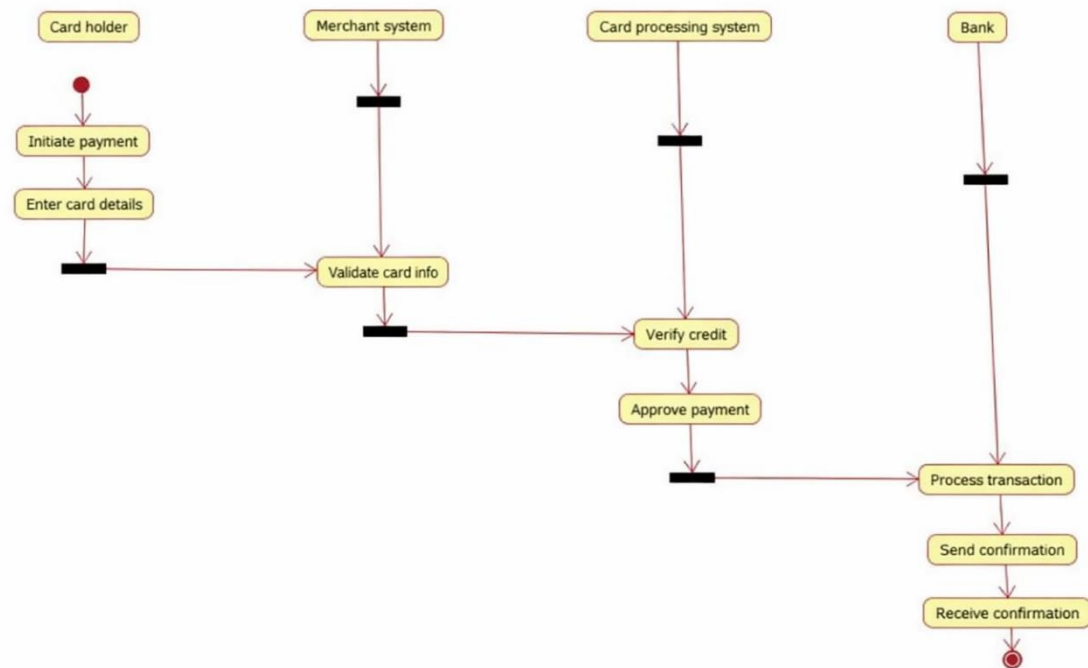 Card holder
Merchant system
Card processing system
Bank
Initiate payment
Enter card details
Validate card info
Verify credit
Approve payment
Process transaction
Send confirmation
Receive confirmation